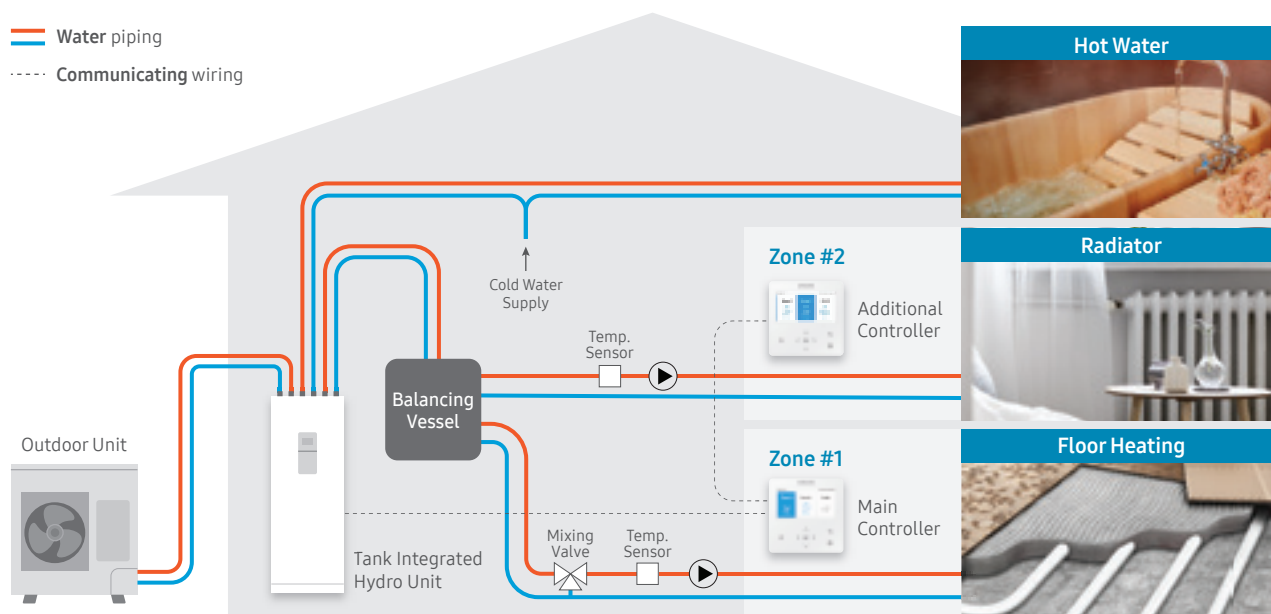 Water piping
Communicating wiring
Hot Water
Cold Water
Supply
Zone #2
Additional
Controller
Radiator
Temp.
Sensor
Balancing
Vessel
Outdoor Unit
Zone #1
Main
Controller
Floor Heating
Tank Integrated
Hydro Unit
Mixing
Valve
Temp.
Sensor